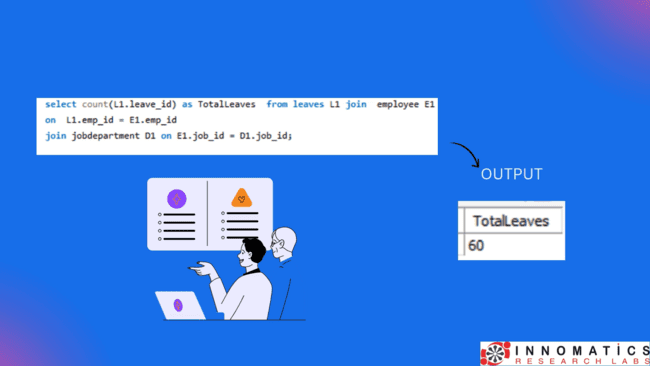 select count(L1.leave_id) as TotalLeaves from leaves L1 join employee E1
on L1.emp_id = E1.emp_id
join jobdepartment D1 on E1.job_id = D1.job_id;
OUTPUT
TotalLeaves
60
INNOMATICS
RESEARCH LABS